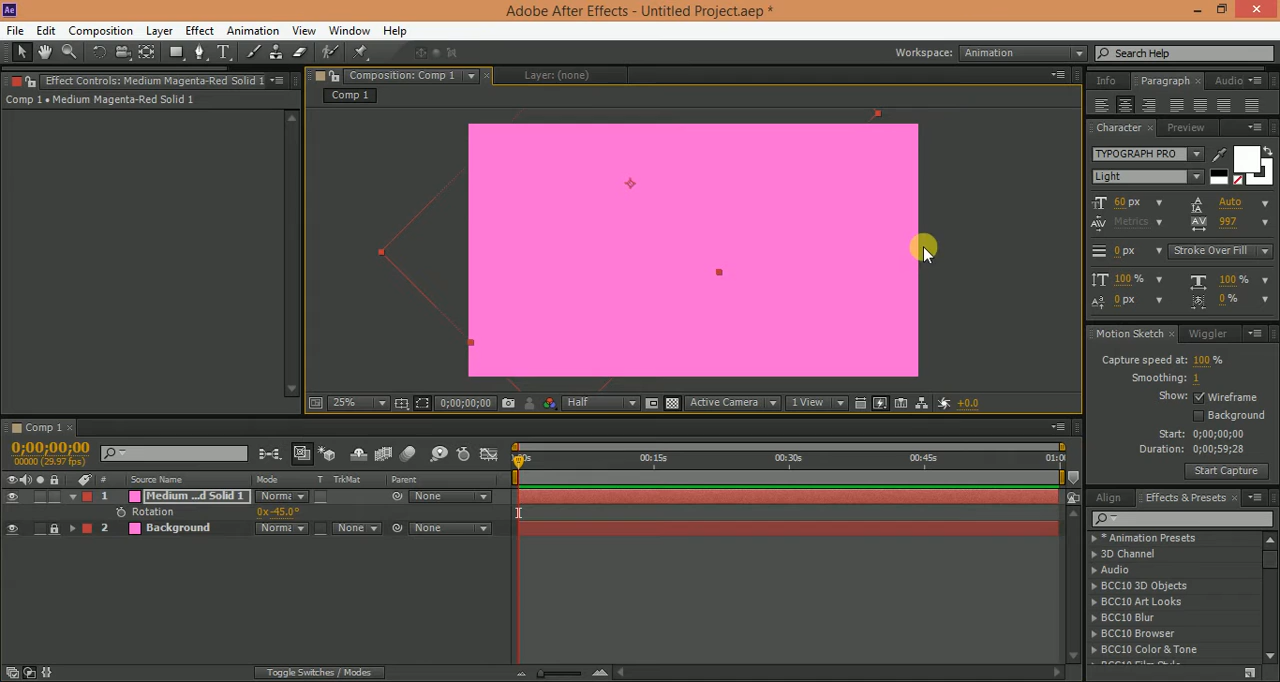 Ae
Adobe After Effects - Untitled Project.aep *
File Edit Composition Layer Effect Animation View Window Help
Workspace: Animation Search Help
Effect Controls: Medium Magenta-Red Solid 1
Comp 1 • Medium Magenta-Red Solid 1
Composition: Comp 1
Layer: (none)
Comp 1
Info Paragraph Audio
Character Preview
TYPOGRAPH PRO
Light
60 px Auto
Metrics 997
0 px Stroke Over Fill
100 % 100 %
0 px 0 %
Motion Sketch Wiggler
Capture speed at: 100 %
Smoothing: 1
Show: Wireframe
Background
Start: 0;00;00;00
Duration: 0;00;59;28
Start Capture
25% 0;00;00;00 Half Active Camera 1 View +0.0
Comp 1
0;00;00;00
00000 (29.97 fps)
00s 00:15s 00:30s 00:45s 01:0
# Source Name Mode T TrkMat Parent
1 Medium ...d Solid 1 Norma None
Rotation 0x-45.0°
2 Background Norma None None
Toggle Switches / Modes
Align Effects & Presets
* Animation Presets
3D Channel
Audio
BCC10 3D Objects
BCC10 Art Looks
BCC10 Blur
BCC10 Browser
BCC10 Color & Tone